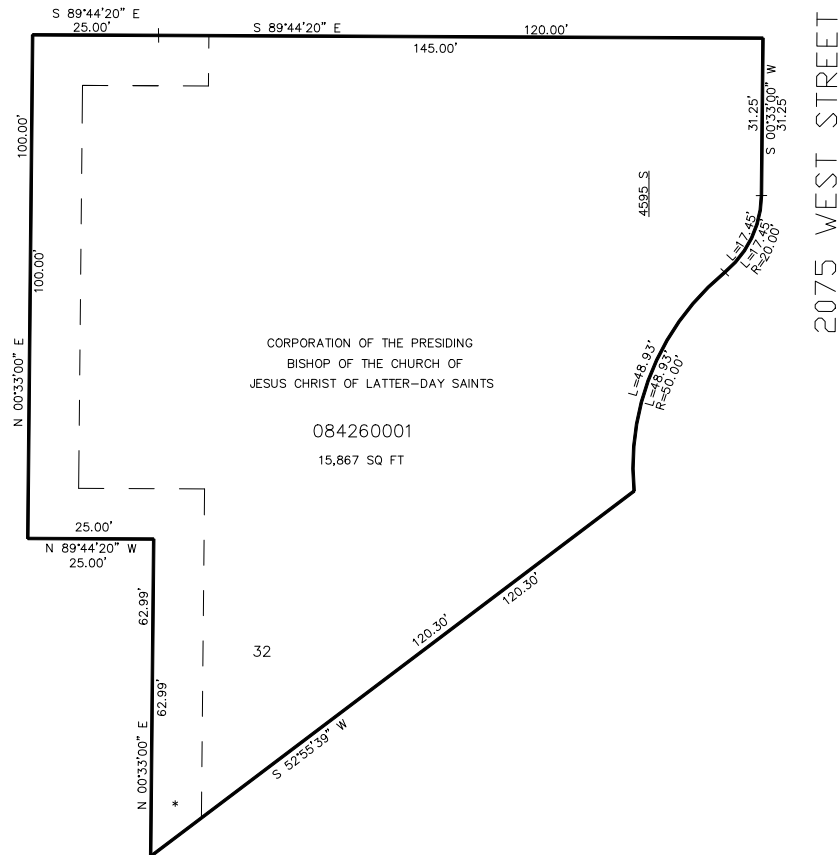 S 89°44'20" E
25.00'
S 89°44'20" E
120.00'
145.00'
S 00°33'00" W
31.25'
31.25'
2075 WEST STREET
100.00'
100.00'
N 00°33'00" E
4595 S
L=17.45'
L=17.45'
R=20.00'
L=48.93'
L=48.93'
R=50.00'
CORPORATION OF THE PRESIDING
BISHOP OF THE CHURCH OF
JESUS CHRIST OF LATTER-DAY SAINTS
084260001
15,867 SQ FT
25.00'
N 89°44'20" W
25.00'
62.99'
62.99'
N 00°33'00" E
32
120.30'
120.30'
S 52°55'39" W
*